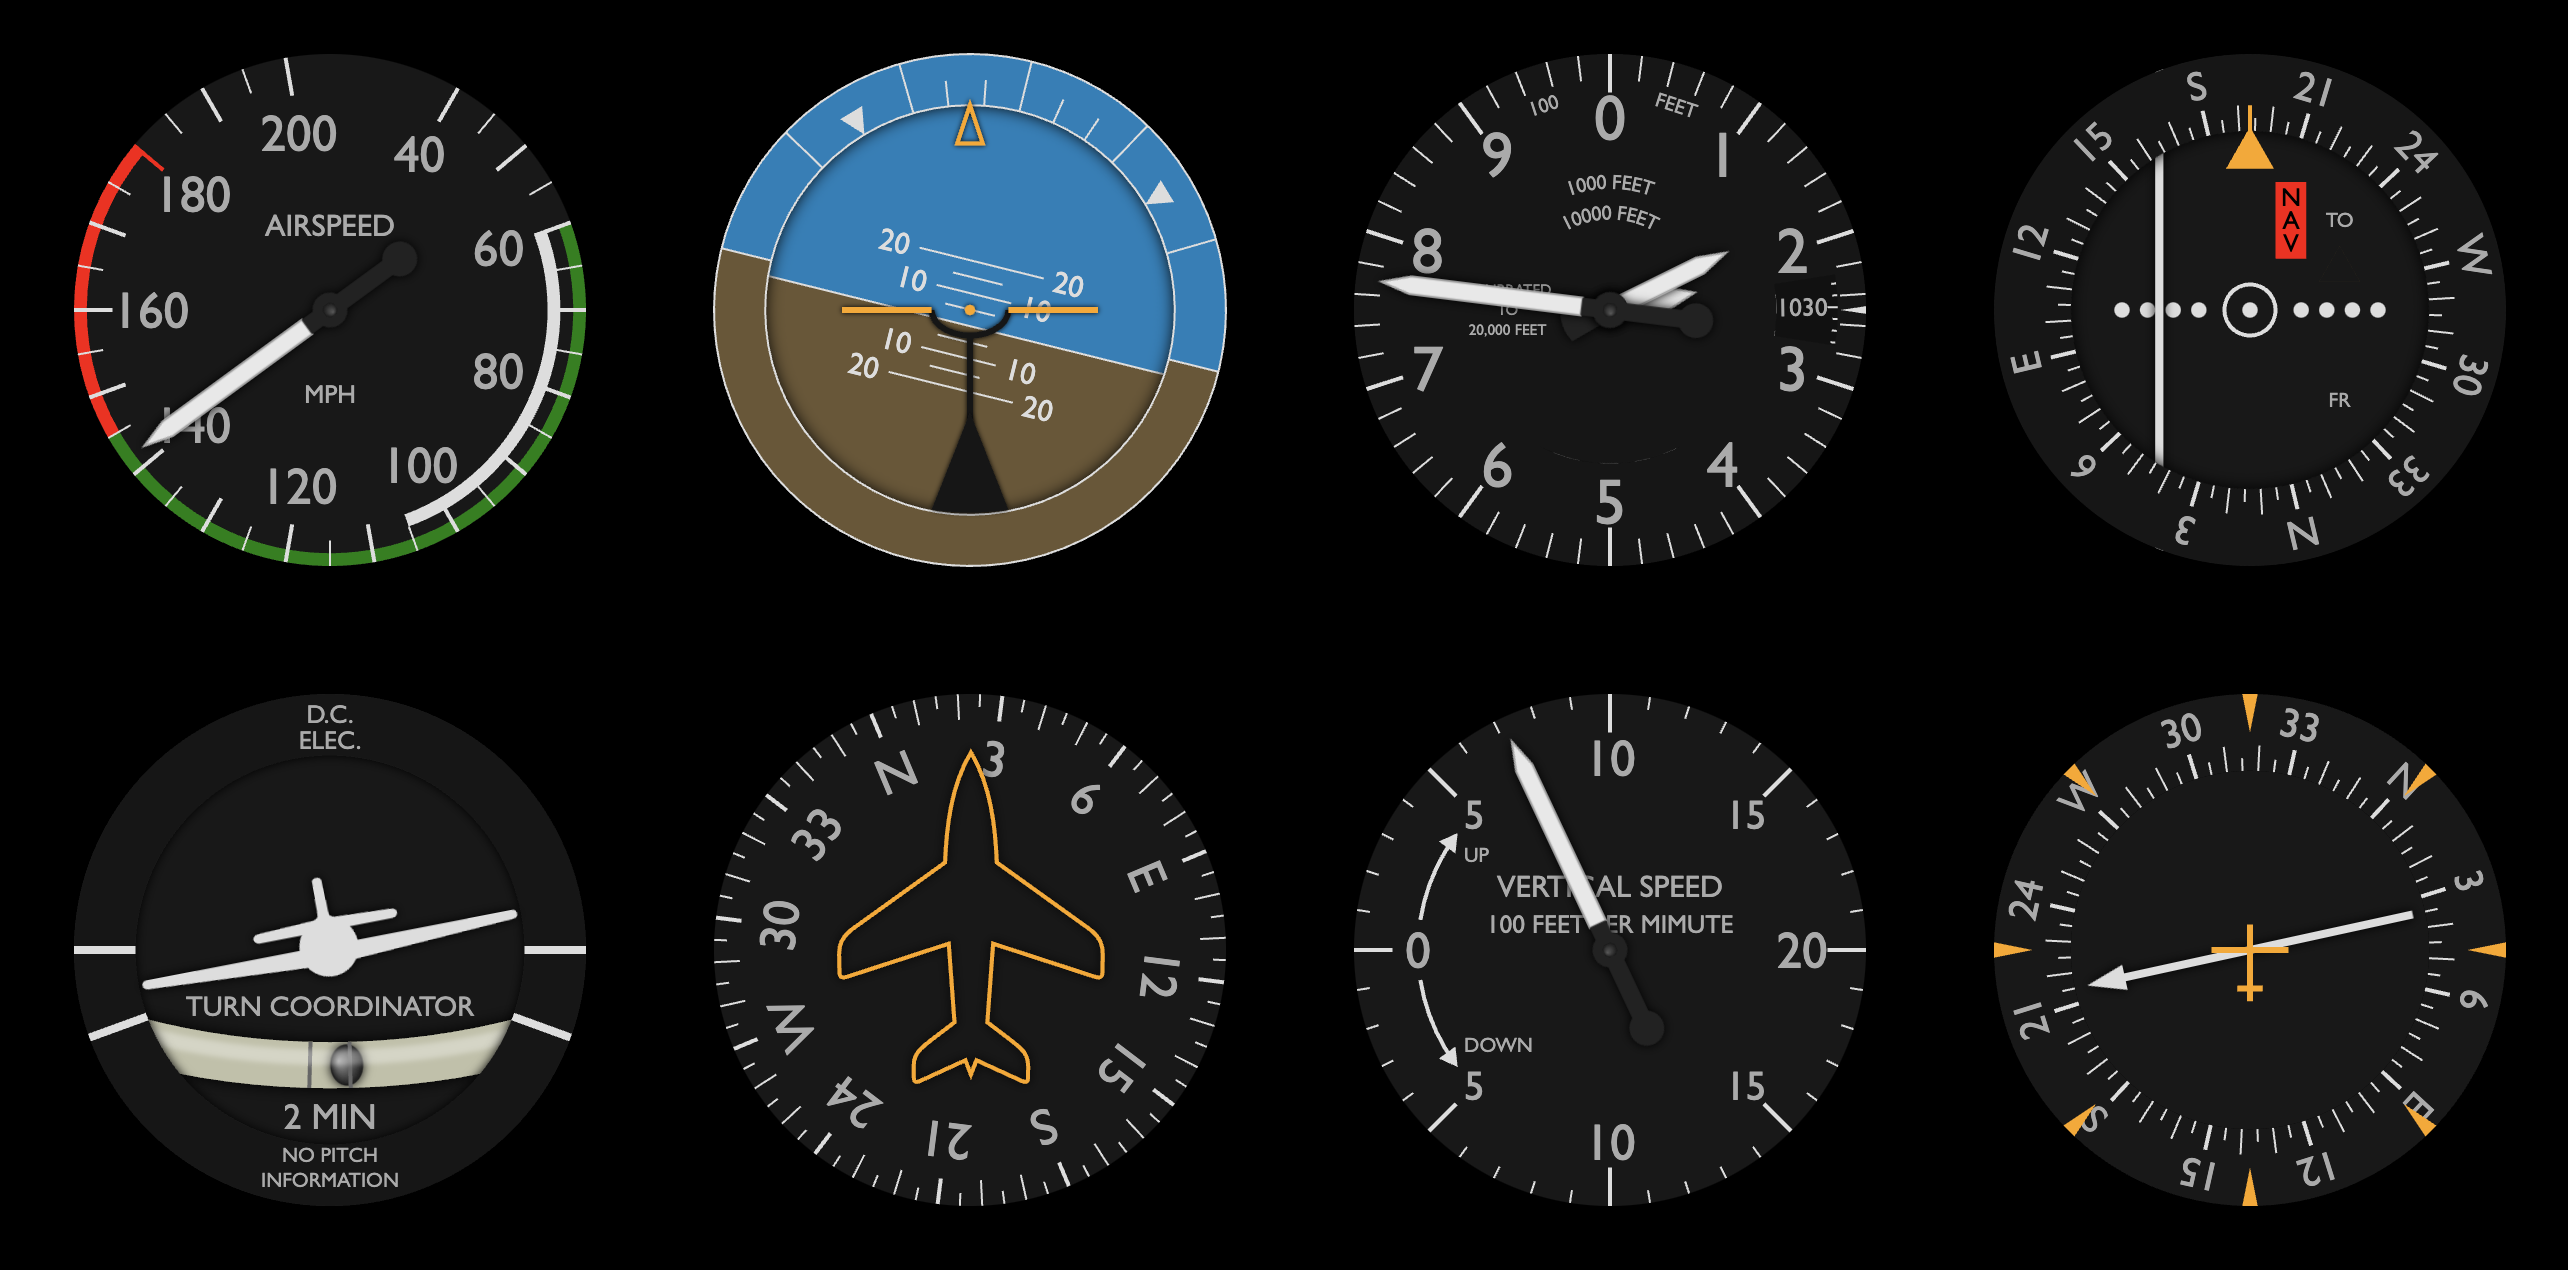 200
40
180
AIRSPEED
60
160
MPH
80
140
100
120
20
20
10
10
10
10
20
20
100 FEET
0
9
1
1000 FEET
10000 FEET
8
2
1030
TO
20,000 FEET
7
3
6
4
5
S
21
15
24
NAV
TO
12
W
E
30
FR
6
33
3
N
D.C.
ELEC.
TURN COORDINATOR
2 MIN
NO PITCH
INFORMATION
N
3
6
33
E
30
12
W
15
24
S
21
10
5
15
UP
VERTICAL SPEED
100 FEET PER MIMUTE
0
20
DOWN
5
15
10
30
33
W
N
24
3
21
6
S
E
15
12